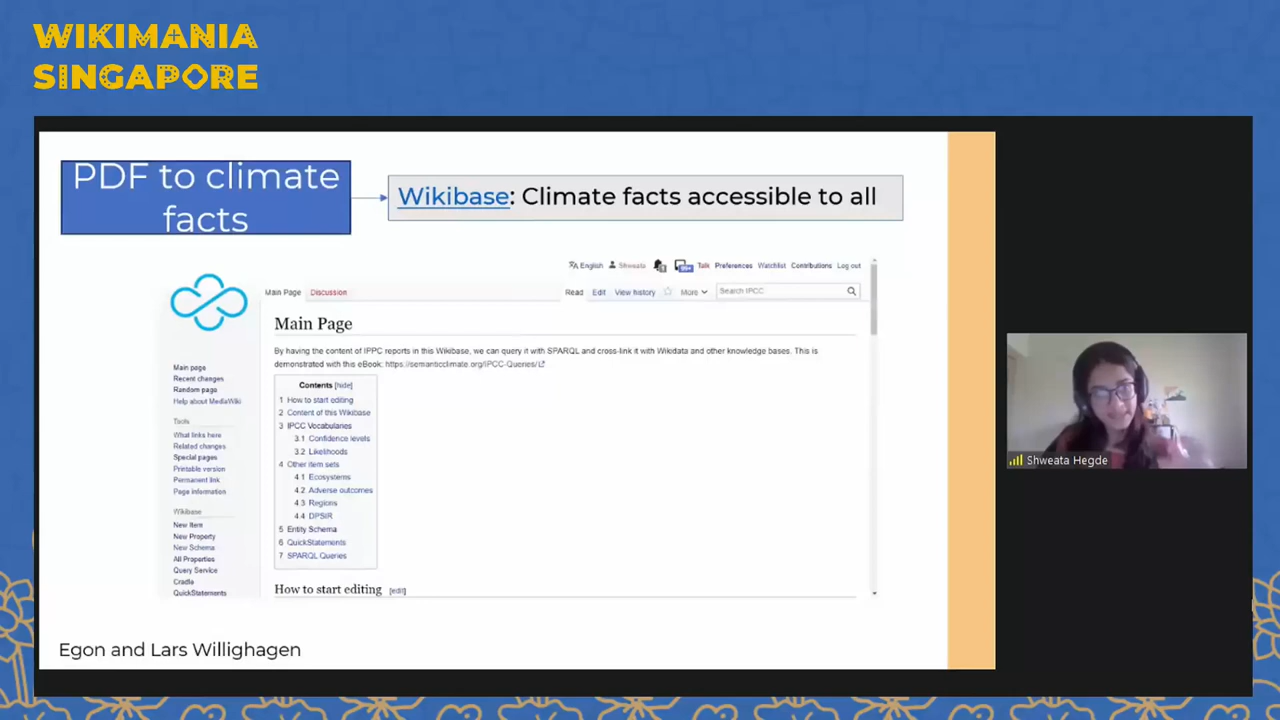 WIKIMANIA
SINGAPORE
PDF to climate
facts
Wikibase: Climate facts accessible to all
English Shweata Talk Preferences Watchlist Contributions Log out
Main Page Discussion Read Edit View history More Search IPCC
Main Page
By having the content of IPPC reports in this Wikibase, we can query it with SPARQL and cross-link it with Wikidata and other knowledge bases. This is
demonstrated with this eBook: https://semanticclimate.org/IPCC-Queries/
Main page
Recent changes
Random page
Help about MediaWiki
Tools
What links here
Related changes
Special pages
Printable version
Permanent link
Page information
Wikibase
New Item
New Property
New Schema
All Properties
Query Service
Cradle
QuickStatements
Contents [hide]
1 How to start editing
2 Content of this Wikibase
3 IPCC Vocabularies
3.1 Confidence levels
3.2 Likelihoods
4 Other item sets
4.1 Ecosystems
4.2 Adverse outcomes
4.3 Regions
4.4 DPSIR
5 Entity Schema
6 QuickStatements
7 SPARQL Queries
How to start editing [edit]
Egon and Lars Willighagen
Shweata Hegde